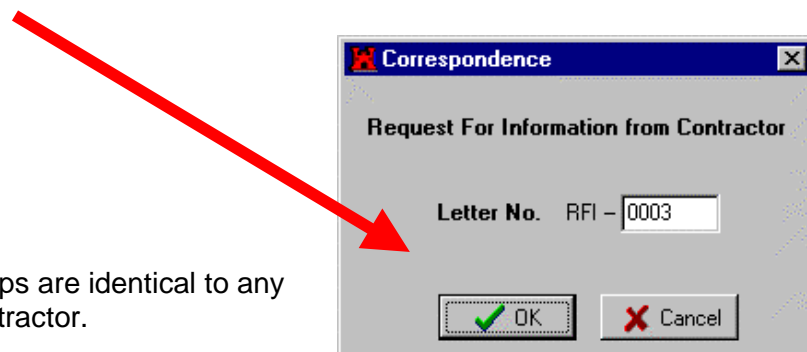 Correspondence
Request For Information from Contractor
Letter No. RFI – 0003
ps are identical to any
tractor.
OK Cancel